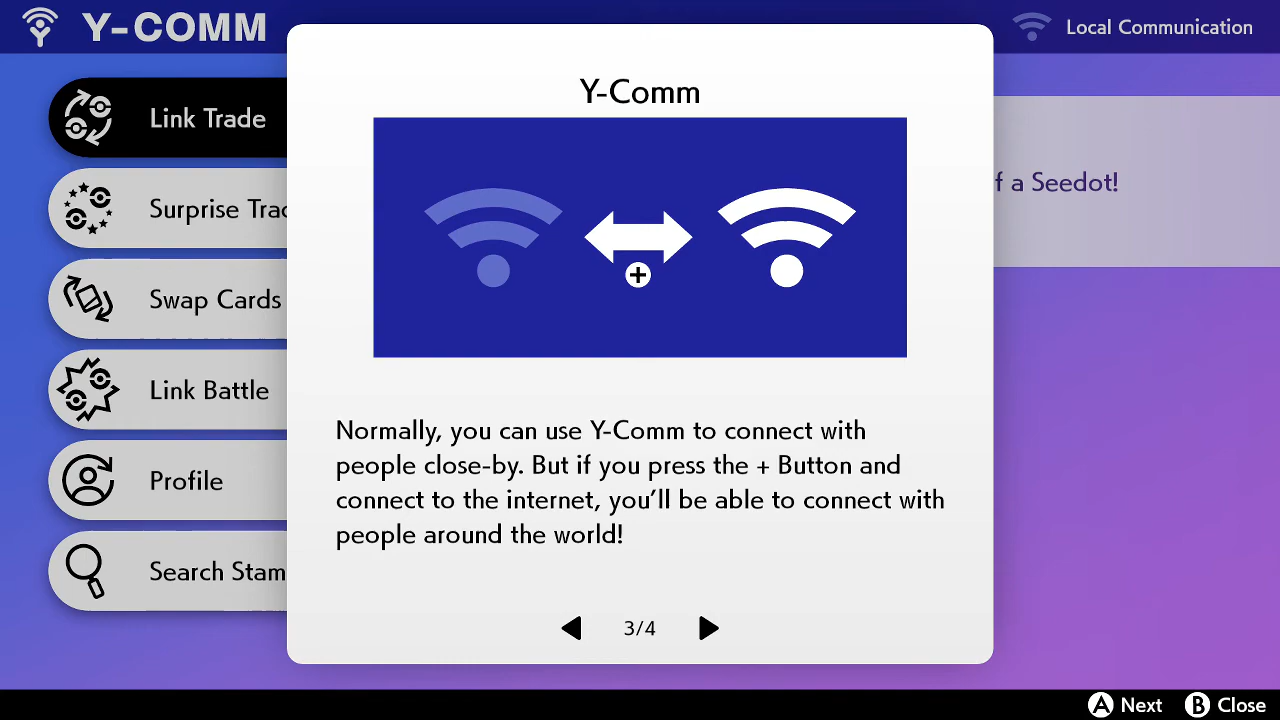 Y-COMM
Local Communication
Link Trade
Surprise
Swap Cards
Link Battle
Profile
Search
a Seedot!
Y-Comm
Normally, you can use Y-Comm to connect with
people close-by. But if you press the + Button and
connect to the internet, you'll be able to connect with
people around the world!
3/4
A Next
B Close